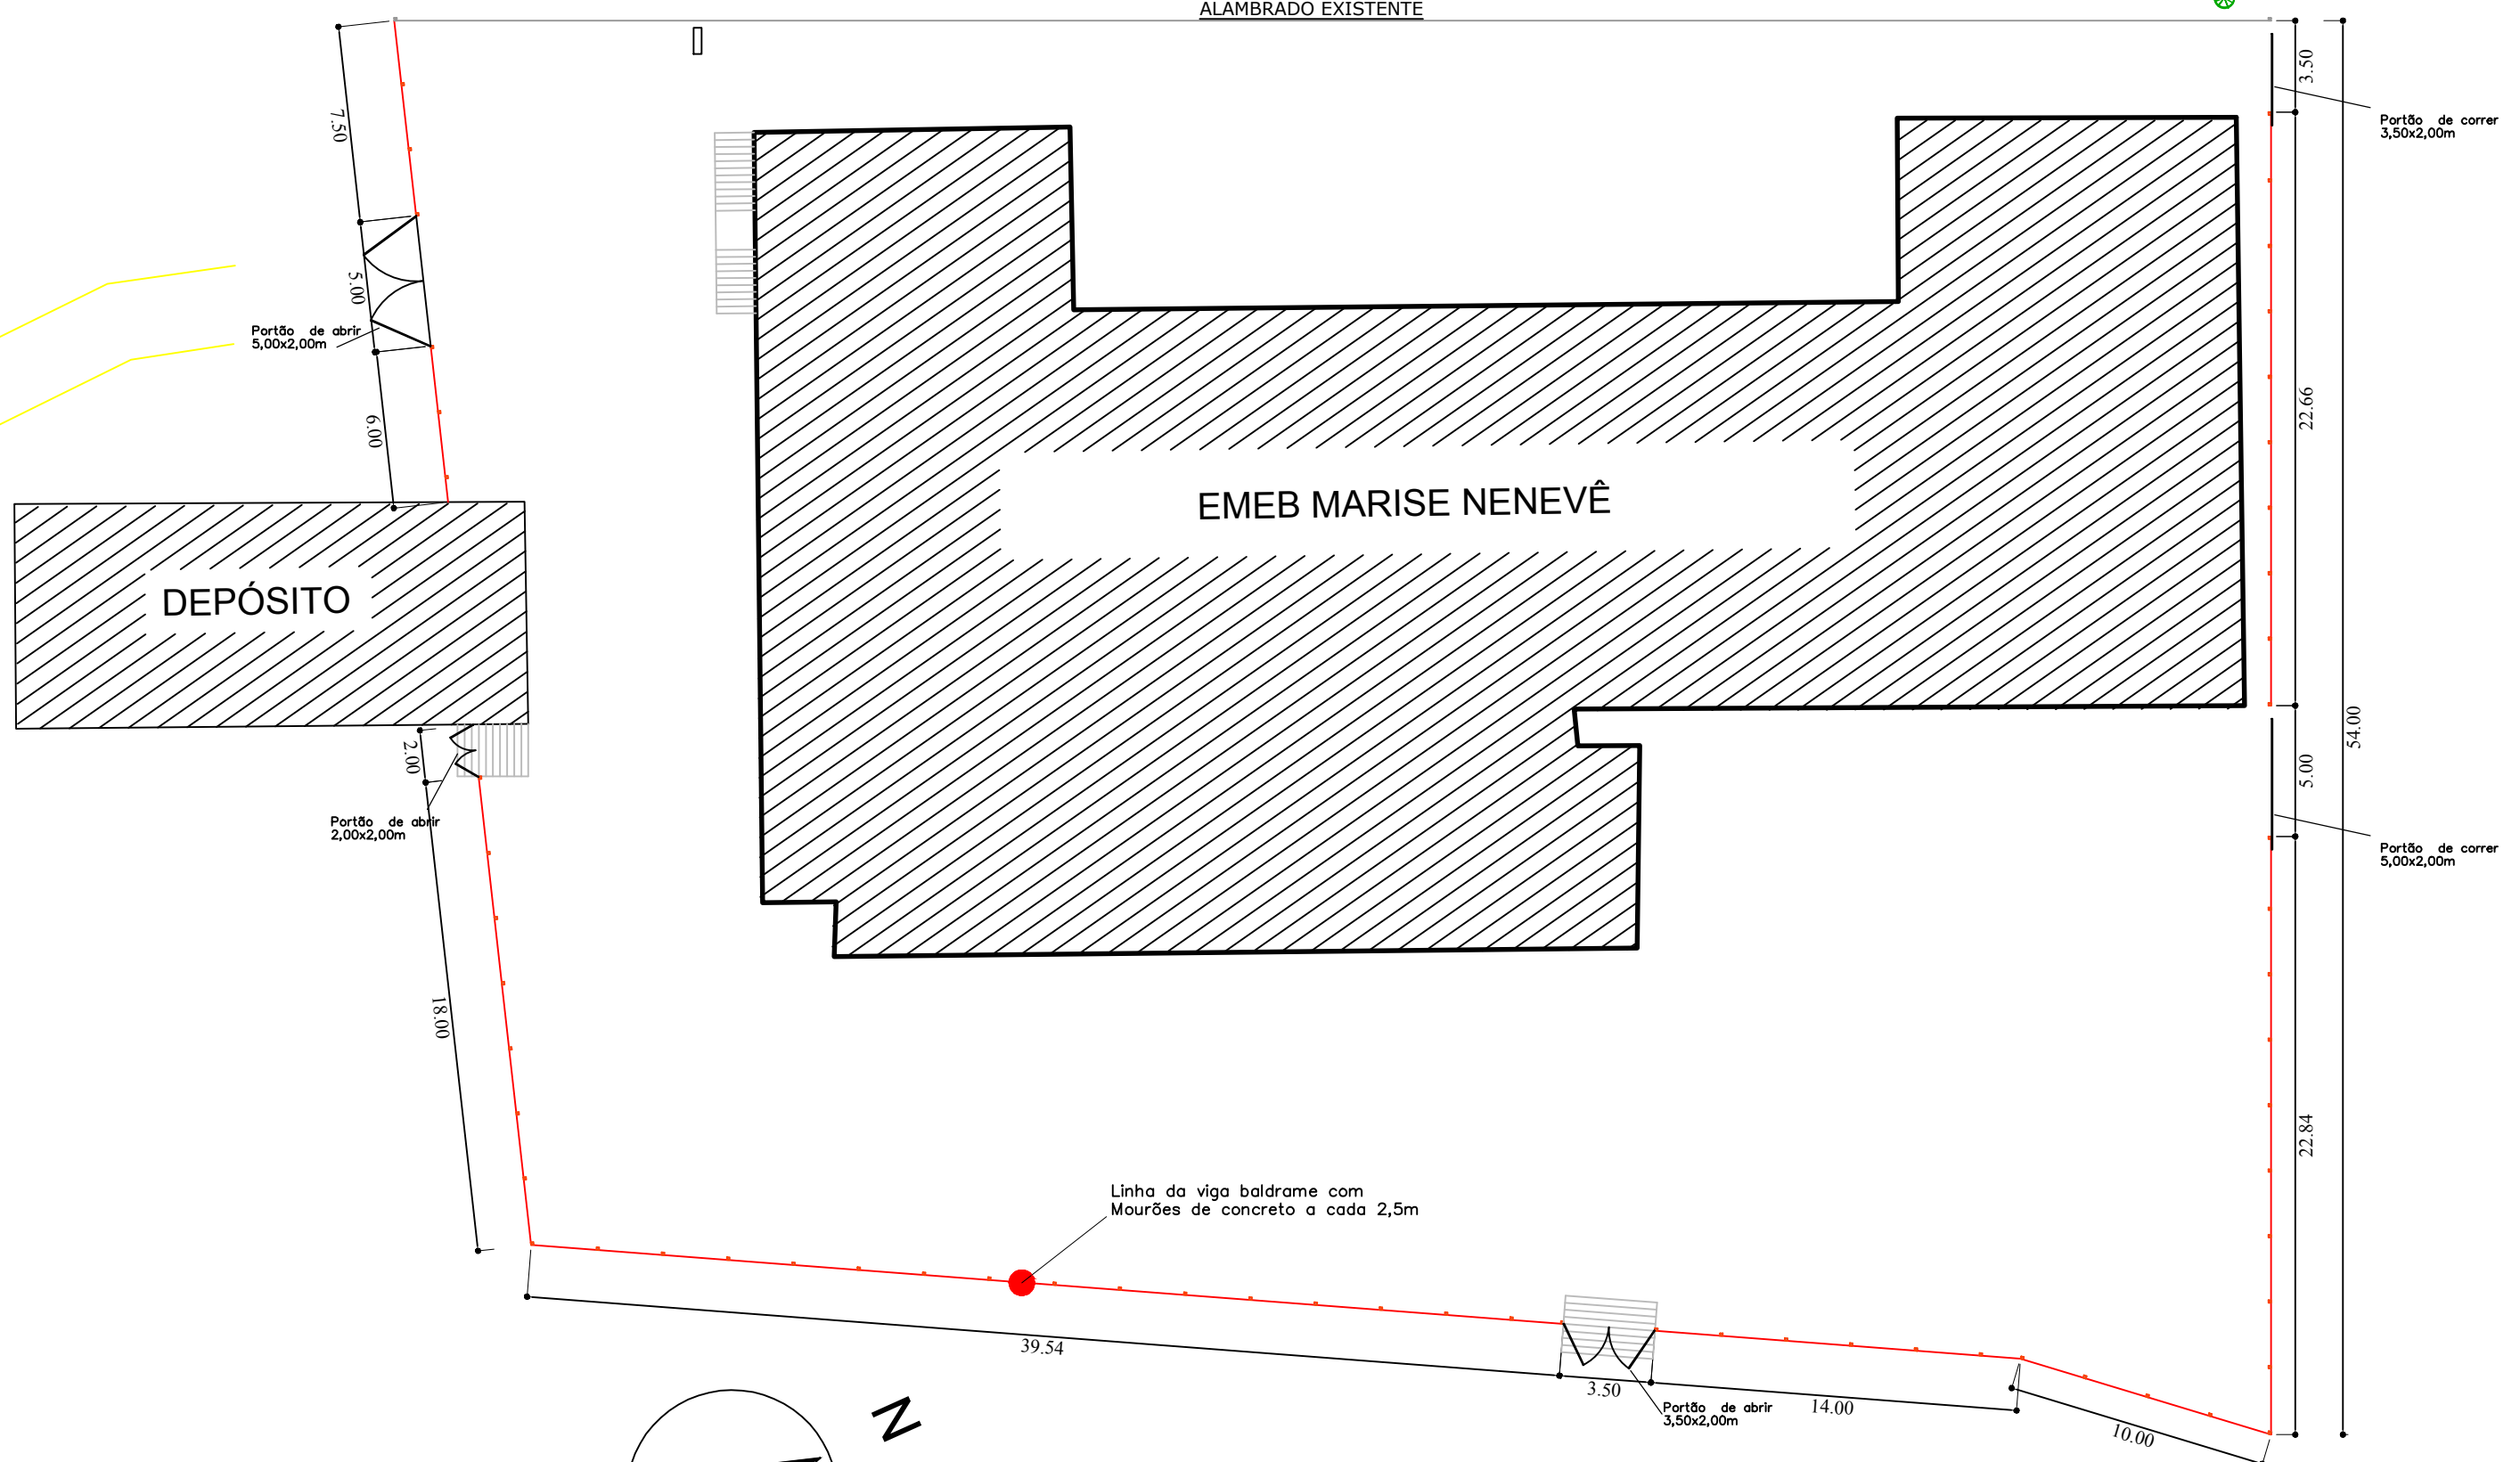 ALAMBRADO EXISTENTE
3.50
Portão de correr
3,50x2,00m
7.50
5.00
Portão de abrir
5,00x2,00m
6.00
22.66
EMEB MARISE NENEVÊ
DEPÓSITO
54.00
2.00
5.00
Portão de abrir
2,00x2,00m
Portão de correr
5,00x2,00m
18.00
22.84
Linha da viga baldrame com
Mourões de concreto a cada 2,5m
39.54
3.50
Portão de abrir
3,50x2,00m
14.00
10.00
N